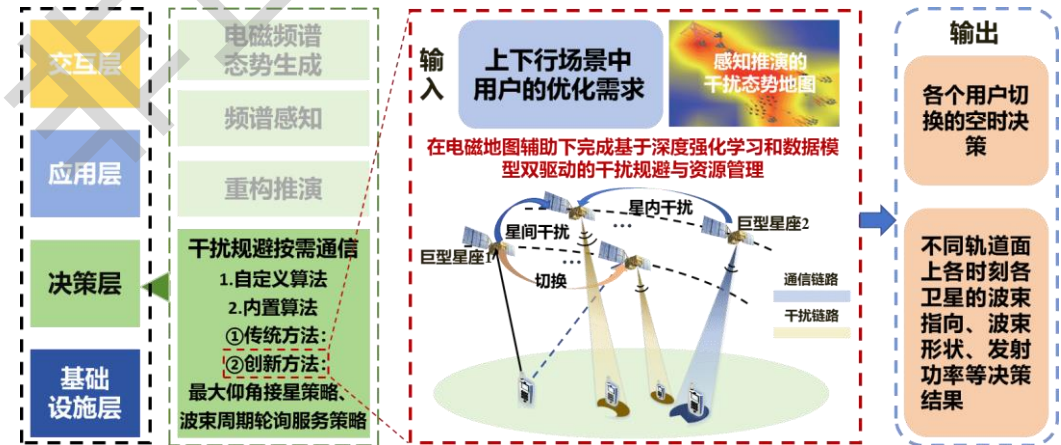 交互层
应用层
决策层
基础
设施层
电磁频谱
态势生成
频谱感知
重构推演
干扰规避按需通信
1.自定义算法
2.内置算法
①传统方法：
②创新方法：
最大仰角接星策略、
波束周期轮询服务策略
输
入
上下行场景中
用户的优化需求
感知推演的
干扰态势地图
在电磁地图辅助下完成基于深度强化学习和数据模
型双驱动的干扰规避与资源管理
星内干扰
巨型星座2
星间干扰
...
巨型星座1
...
切换
通信链路
干扰链路
输出
各个用户切
换的空时决
策
不同轨道面
上各时刻各
卫星的波束
指向、波束
形状、发射
功率等决策
结果